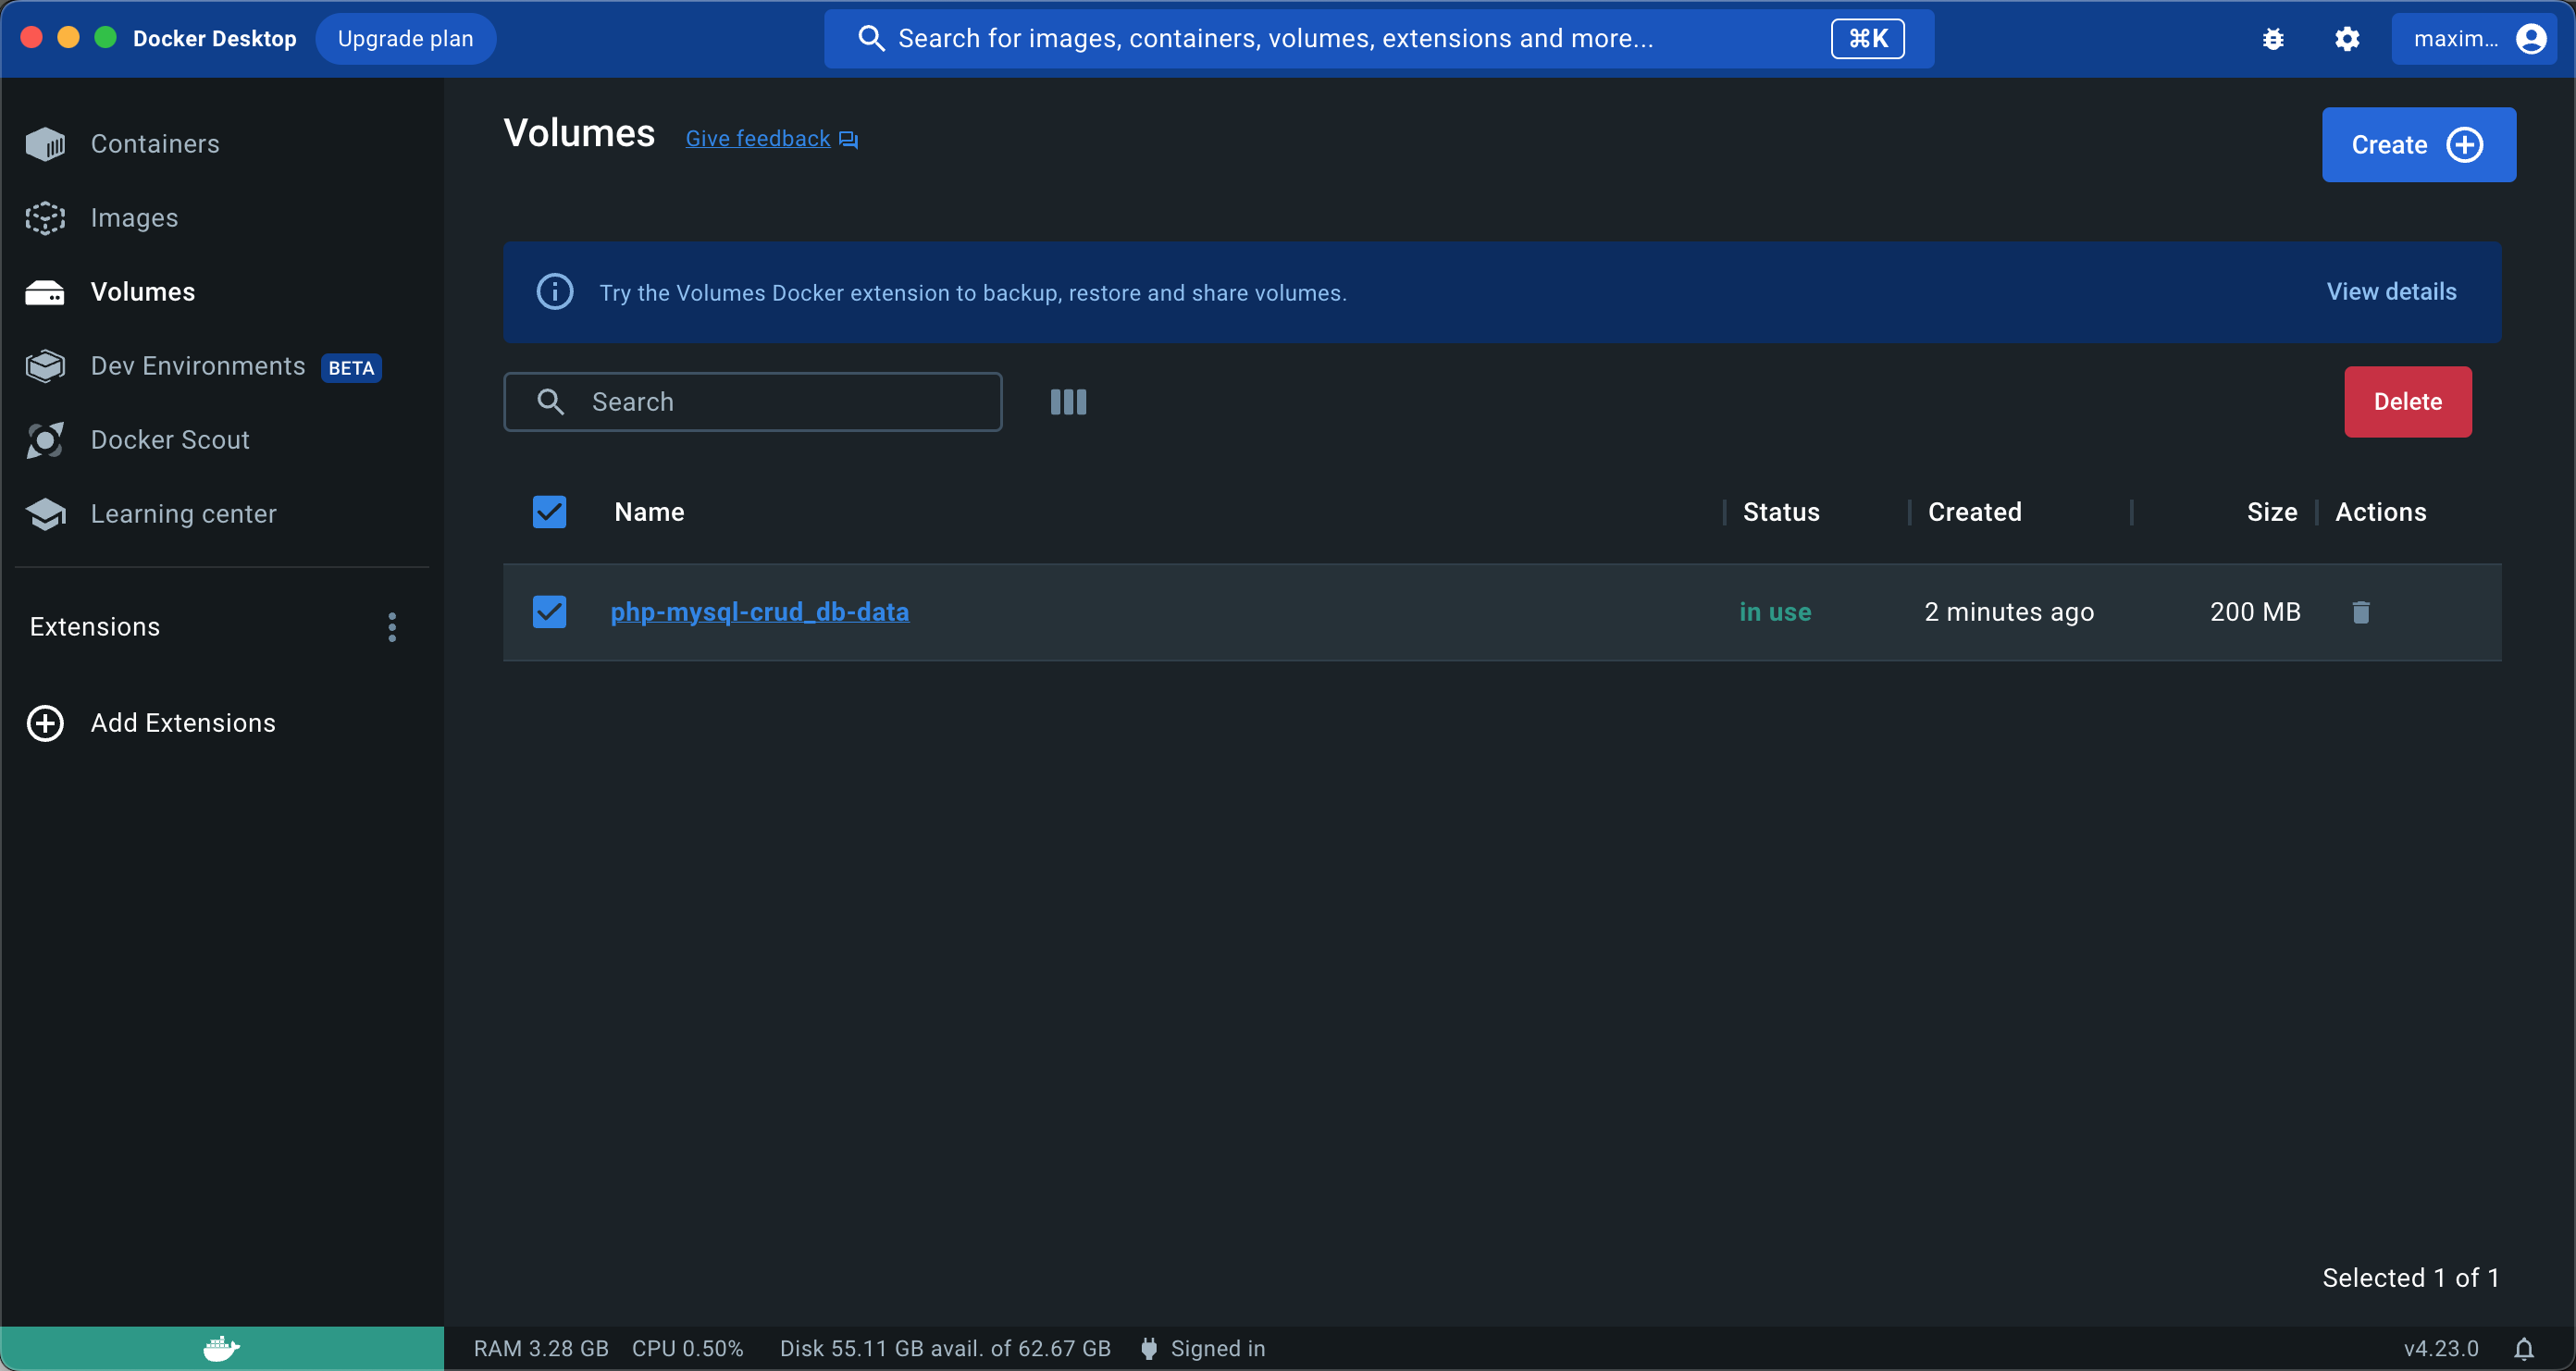 Docker Desktop
Upgrade plan
Search for images, containers, volumes, extensions and more...
⌘K
maxim...
Containers
Images
Volumes
Dev Environments BETA
Docker Scout
Learning center
Extensions
Add Extensions
Volumes
Give feedback
Create
Try the Volumes Docker extension to backup, restore and share volumes.
View details
Search
Delete
Name Status Created Size Actions
php-mysql-crud_db-data in use 2 minutes ago 200 MB
Selected 1 of 1
RAM 3.28 GB CPU 0.50% Disk 55.11 GB avail. of 62.67 GB Signed in
v4.23.0